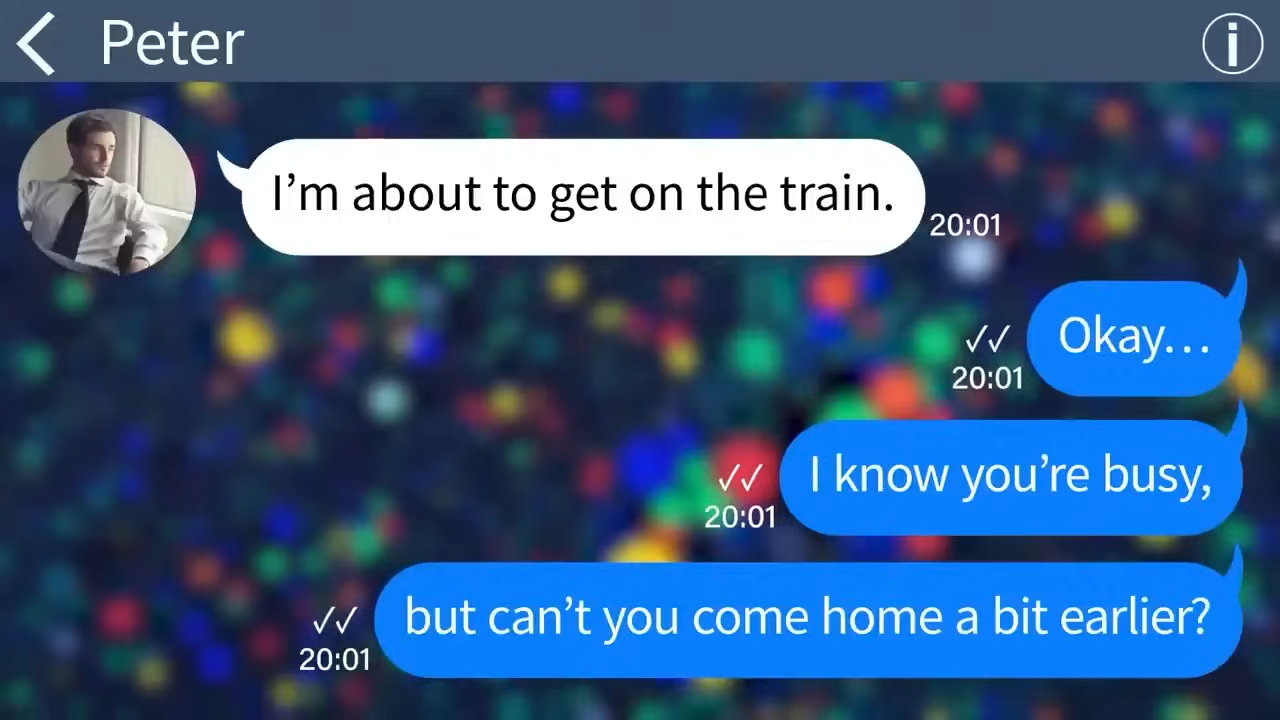 Peter
I’m about to get on the train.
20:01
Okay…
20:01
I know you’re busy,
20:01
but can’t you come home a bit earlier?
20:01